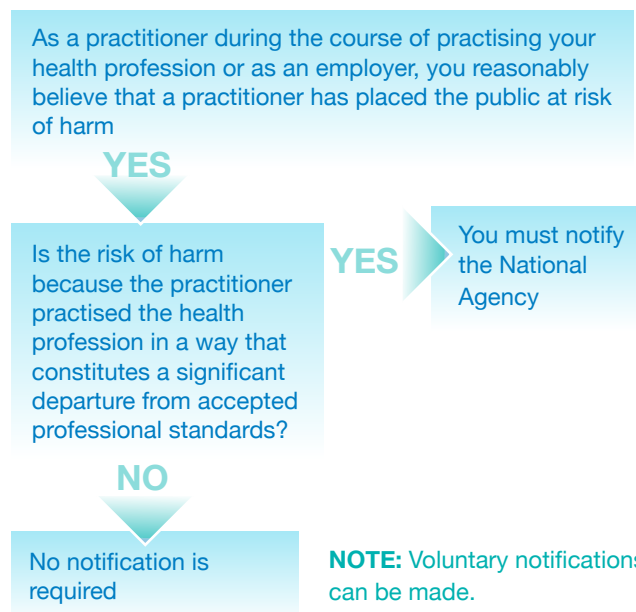 As a practitioner during the course of practising your
health profession or as an employer, you reasonably
believe that a practitioner has placed the public at risk
of harm
YES
Is the risk of harm
because the practitioner
practised the health
profession in a way that
constitutes a significant
departure from accepted
professional standards?
YES
You must notify
the National
Agency
NO
No notification is
required
NOTE: Voluntary notifications
can be made.